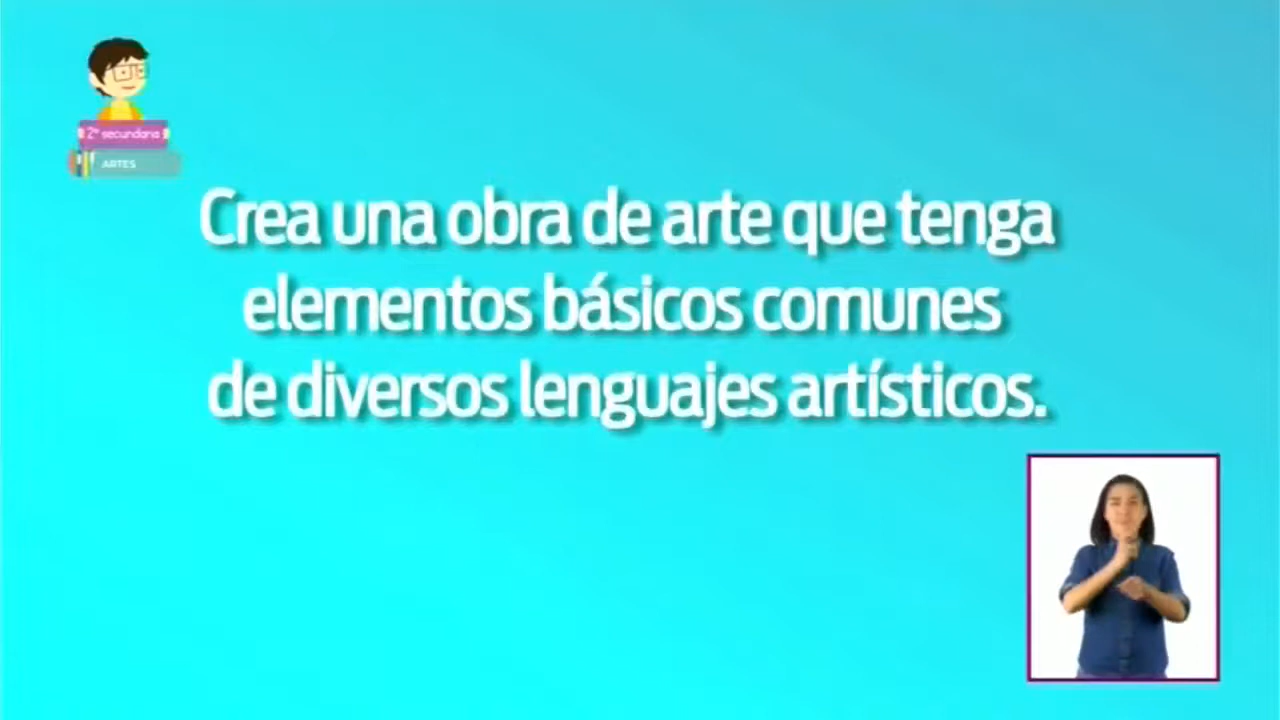 2° secundaria
ARTES
Crea una obra de arte que tenga
elementos básicos comunes
de diversos lenguajes artísticos.